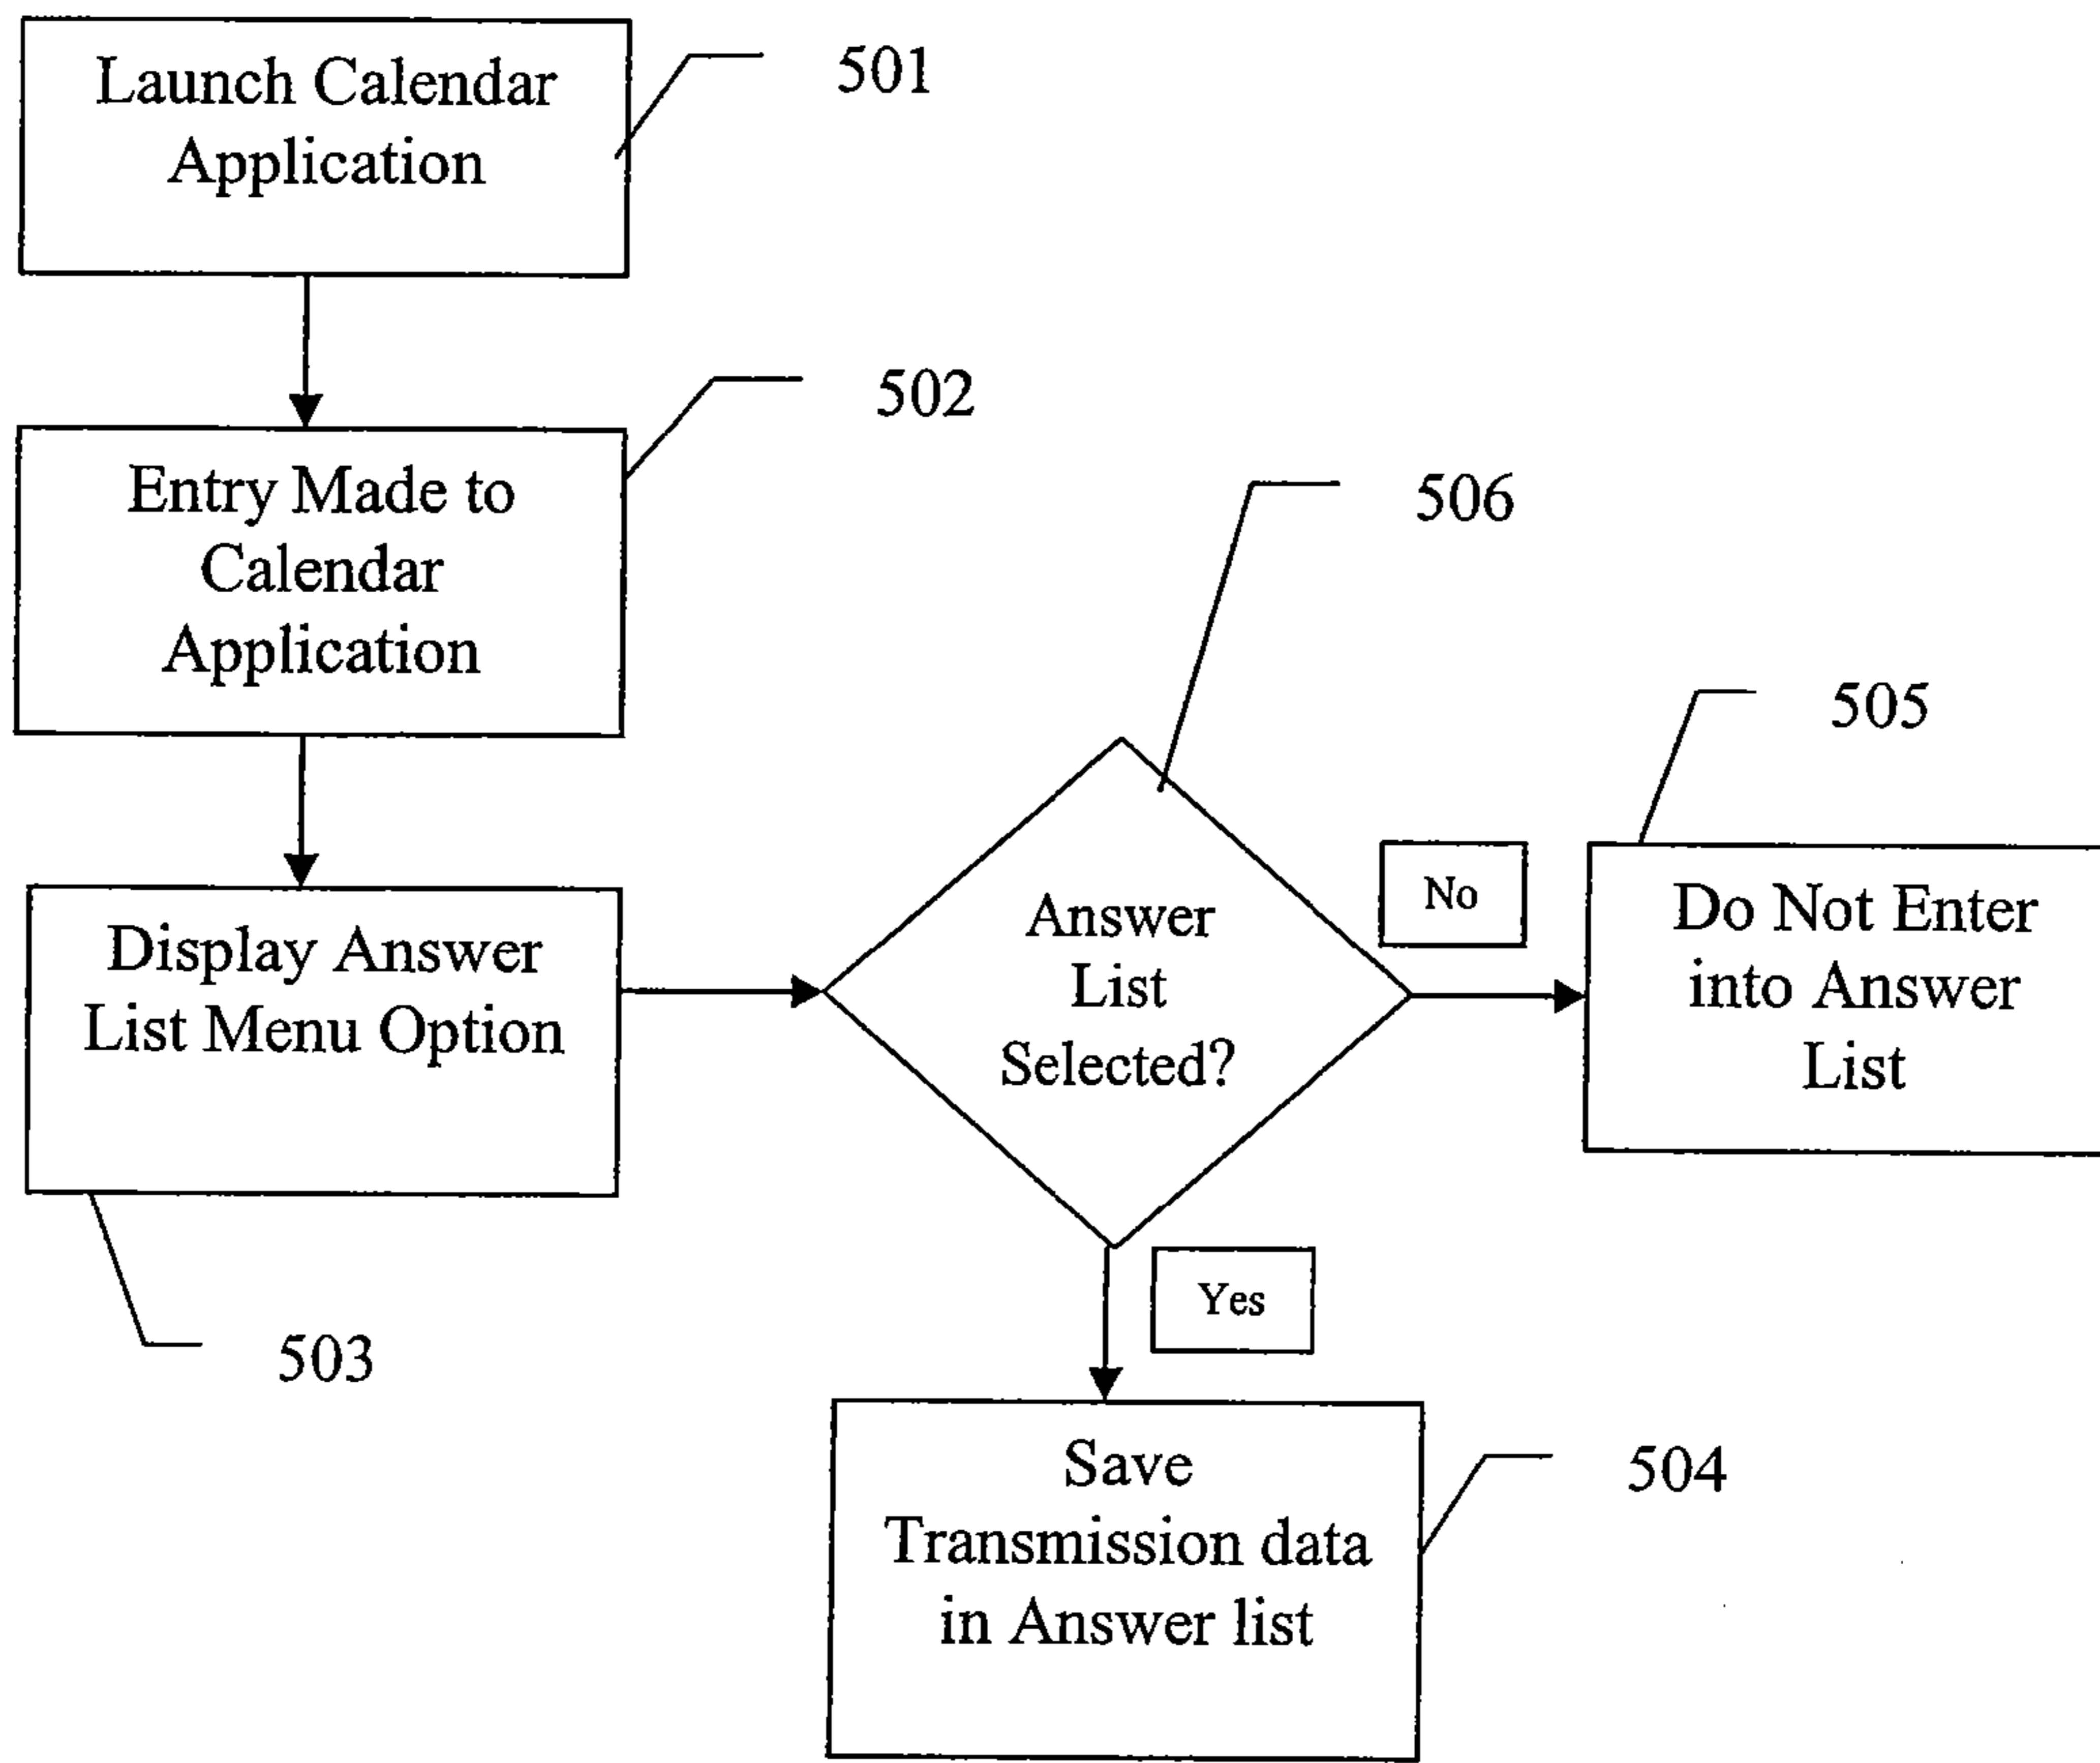 Launch Calendar
Application
501
Entry Made to
Calendar
Application
502
Display Answer
List Menu Option
503
Answer
List
Selected?
506
No
Do Not Enter
into Answer
List
505
Yes
Save
Transmission data
in Answer list
504